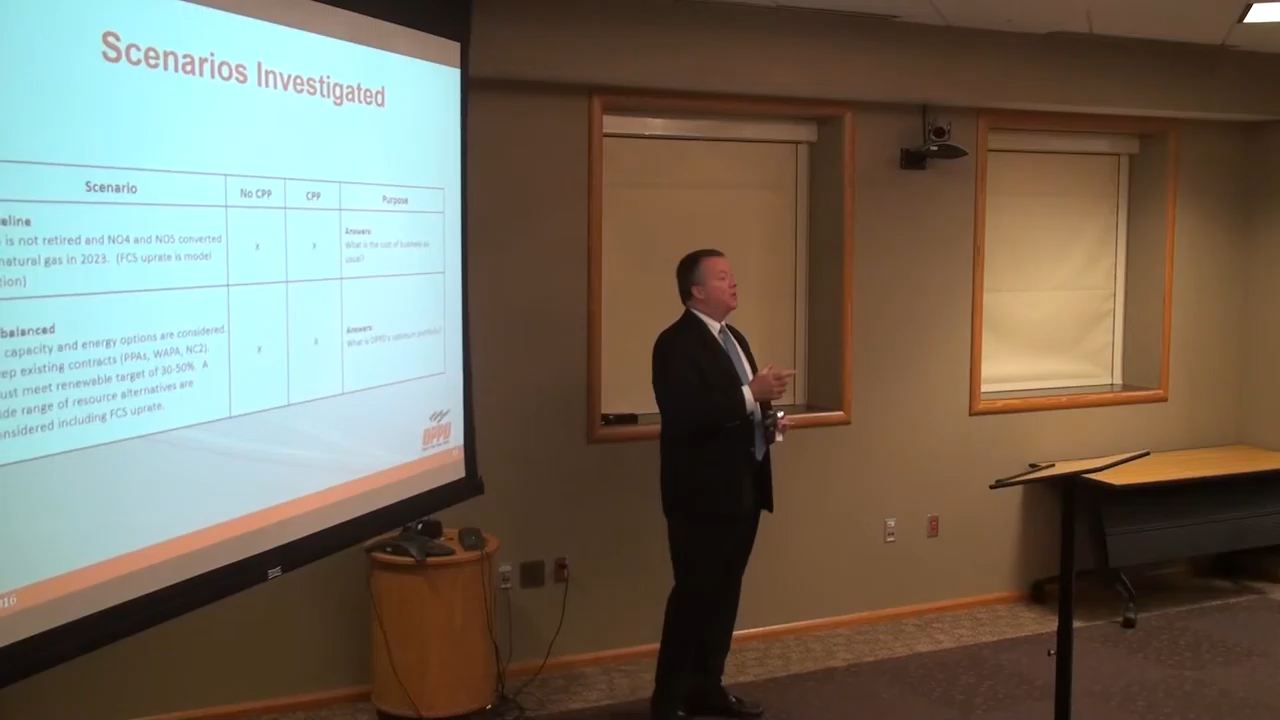 Scenarios Investigated
Scenario No CPP CPP Purpose
eline
is not retired and NO4 and NO5 converted
natural gas in 2023. (FCS uprate is model
tion)
x x
Answers:
What is the cost of business as
usual?
balanced
capacity and energy options are considered.
ep existing contracts (PPAs, WAPA, NC2).
ust meet renewable target of 30-50%. A
ide range of resource alternatives are
onsidered including FCS uprate.
x x
Answers:
What is OPPD's optimum portfolio?
OPPD
16